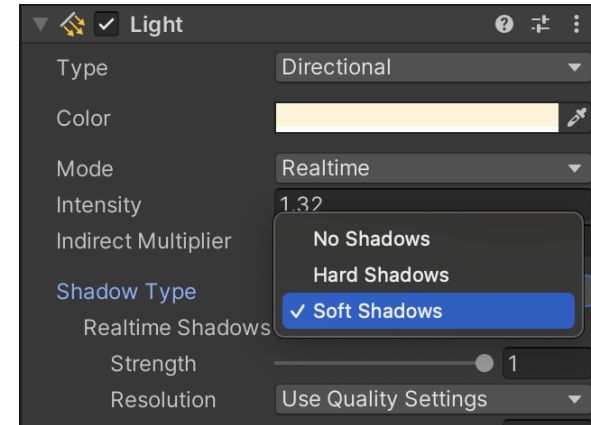 Light
Type Directional
Color
Mode Realtime
Intensity 1.32
Indirect Multiplier
No Shadows
Hard Shadows
Shadow Type
✓ Soft Shadows
Realtime Shadows
Strength 1
Resolution Use Quality Settings